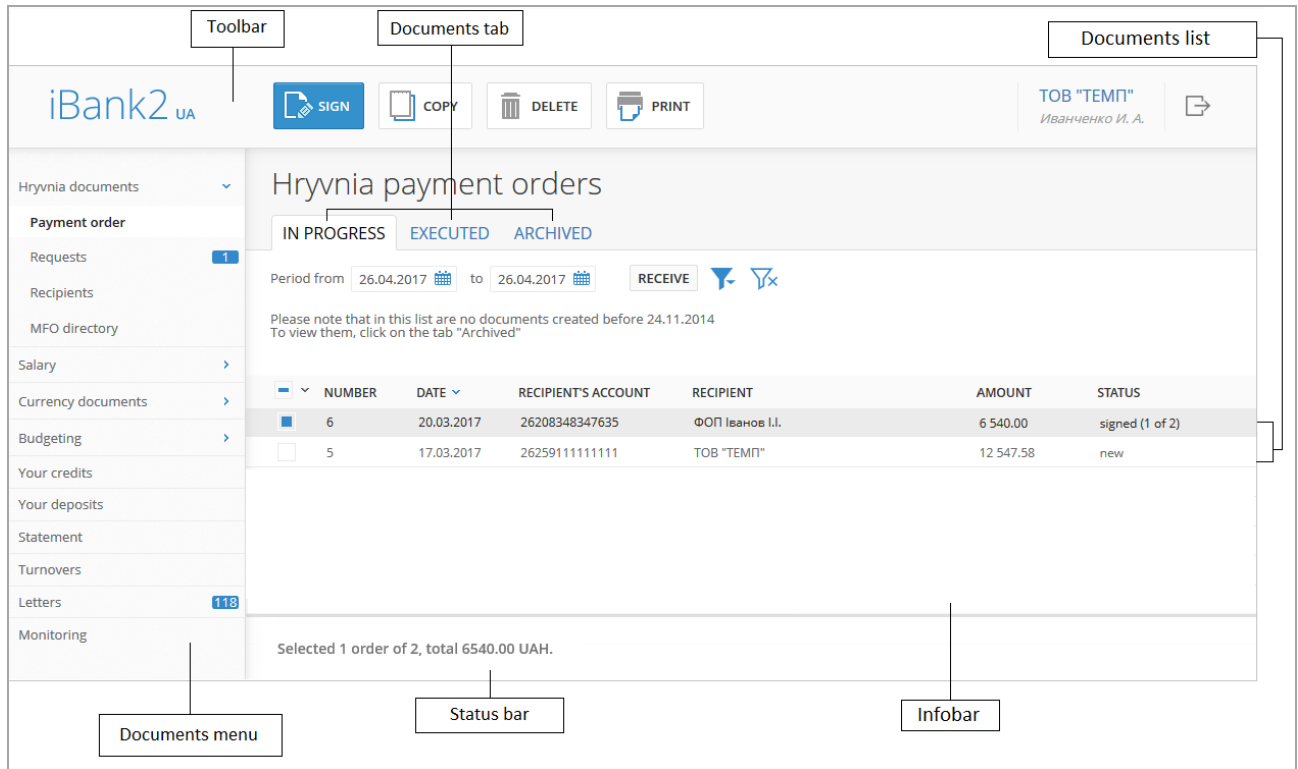 Toolbar
Documents tab
Documents list
iBank2 UA
SIGN
COPY
DELETE
PRINT
ТОВ "ТЕМП"
Иванченко И. А.
Hryvnia documents
Payment order
Requests 1
Recipients
MFO directory
Salary
Currency documents
Budgeting
Your credits
Your deposits
Statement
Turnovers
Letters 118
Monitoring
Hryvnia payment orders
IN PROGRESS EXECUTED ARCHIVED
Period from 26.04.2017 to 26.04.2017 RECEIVE
Please note that in this list are no documents created before 24.11.2014
To view them, click on the tab "Archived"
NUMBER DATE RECIPIENT'S ACCOUNT RECIPIENT AMOUNT STATUS
6 20.03.2017 26208348347635 ФОП Іванов І.І. 6 540.00 signed (1 of 2)
5 17.03.2017 26259111111111 ТОВ "ТЕМП" 12 547.58 new
Selected 1 order of 2, total 6540.00 UAH.
Documents menu
Status bar
Infobar